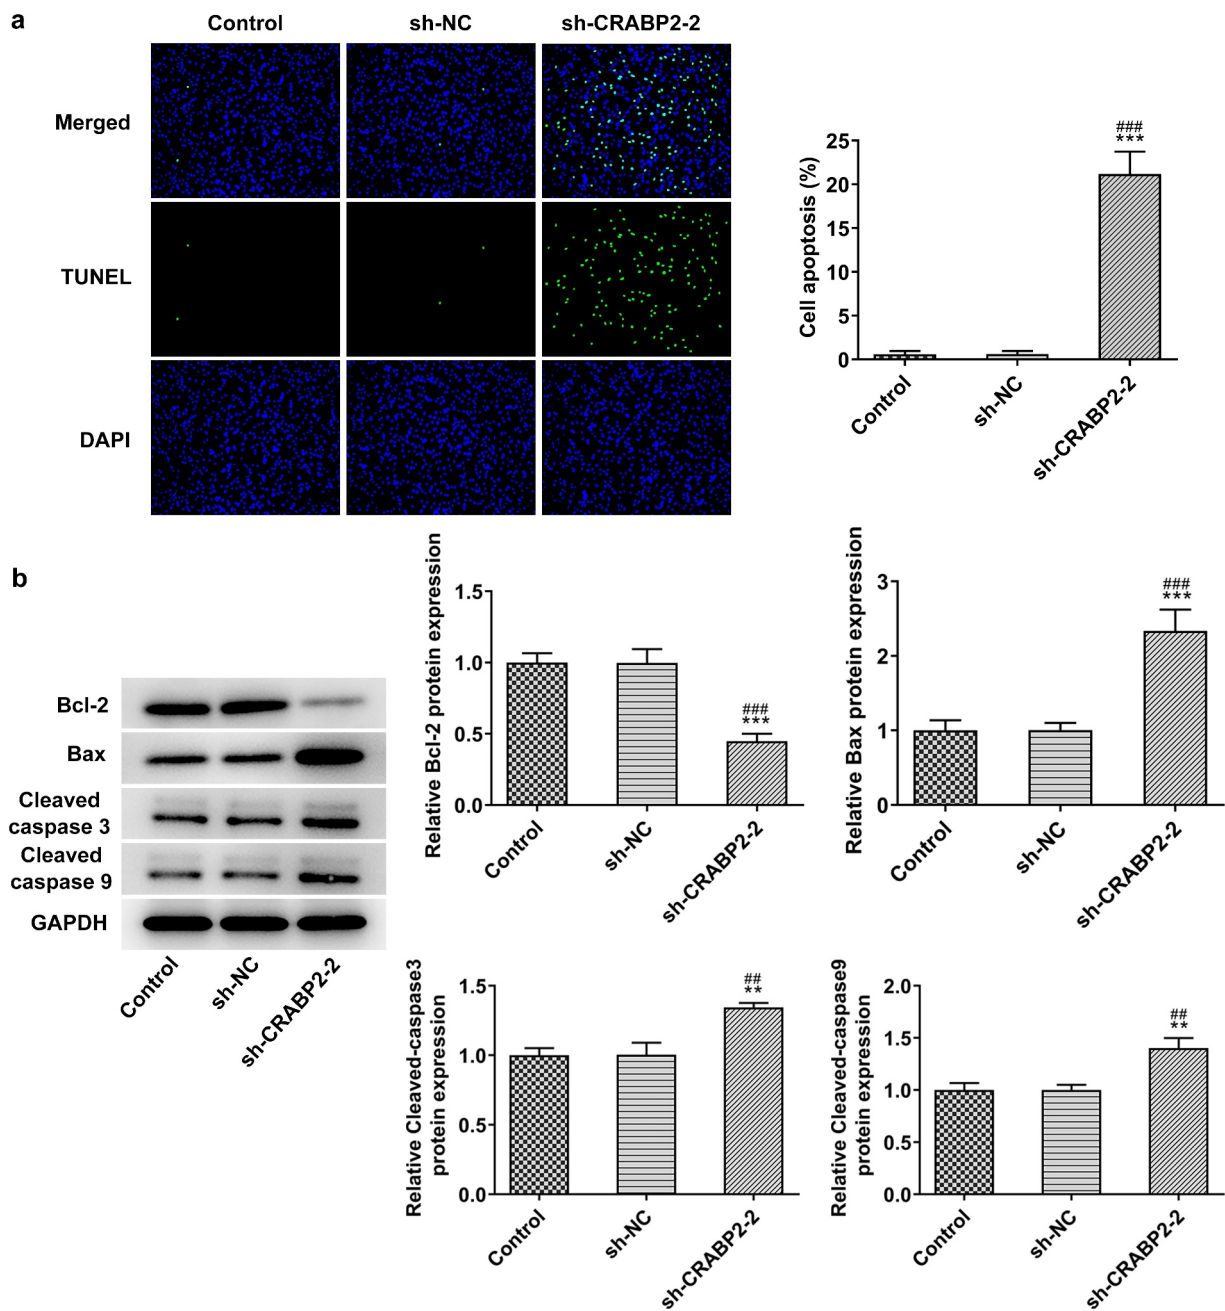 a
Control
sh-NC
sh-CRABP2-2
Merged
TUNEL
DAPI
Cell apoptosis (%)
25
20
15
10
5
0
###
***
Control
sh-NC
sh-CRABP2-2
b
Bcl-2
Bax
Cleaved
caspase 3
Cleaved
caspase 9
GAPDH
Control
sh-NC
sh-CRABP2-2
Relative Bcl-2 protein expression
1.5
1.0
0.5
0.0
###
***
Control
sh-NC
sh-CRABP2-2
Relative Bax protein expression
3
2
1
0
###
***
Control
sh-NC
sh-CRABP2-2
Relative Cleaved-caspase3
protein expression
1.5
1.0
0.5
0.0
##
**
Control
sh-NC
sh-CRABP2-2
Relative Cleaved-caspase9
protein expression
2.0
1.5
1.0
0.5
0.0
##
**
Control
sh-NC
sh-CRABP2-2